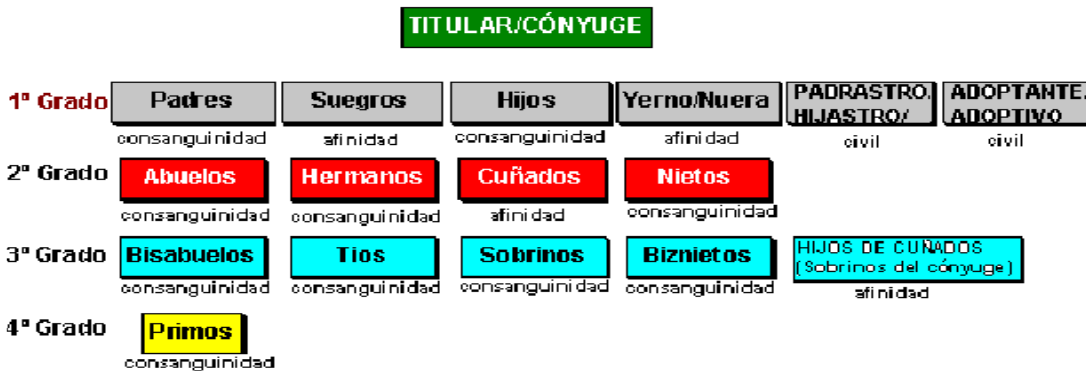 TITULAR/CÓNYUGE
1º Grado Padres Suegros Hijos Yerno/Nuera PADRASTRO, ADOPTANTE,
HIJASTRO/ ADOPTIVO
consanguinidad afinidad consanguinidad afinidad civil civil
2º Grado Abuelos Hermanos Cuñados Nietos
consanguinidad consanguinidad afinidad consanguinidad
3º Grado Bisabuelos Tios Sobrinos Biznietos HIJOS DE CUÑADOS
(Sobrinos del cónyuge)
consanguinidad consanguinidad consanguinidad consanguinidad afinidad
4º Grado Primos
consanguinidad